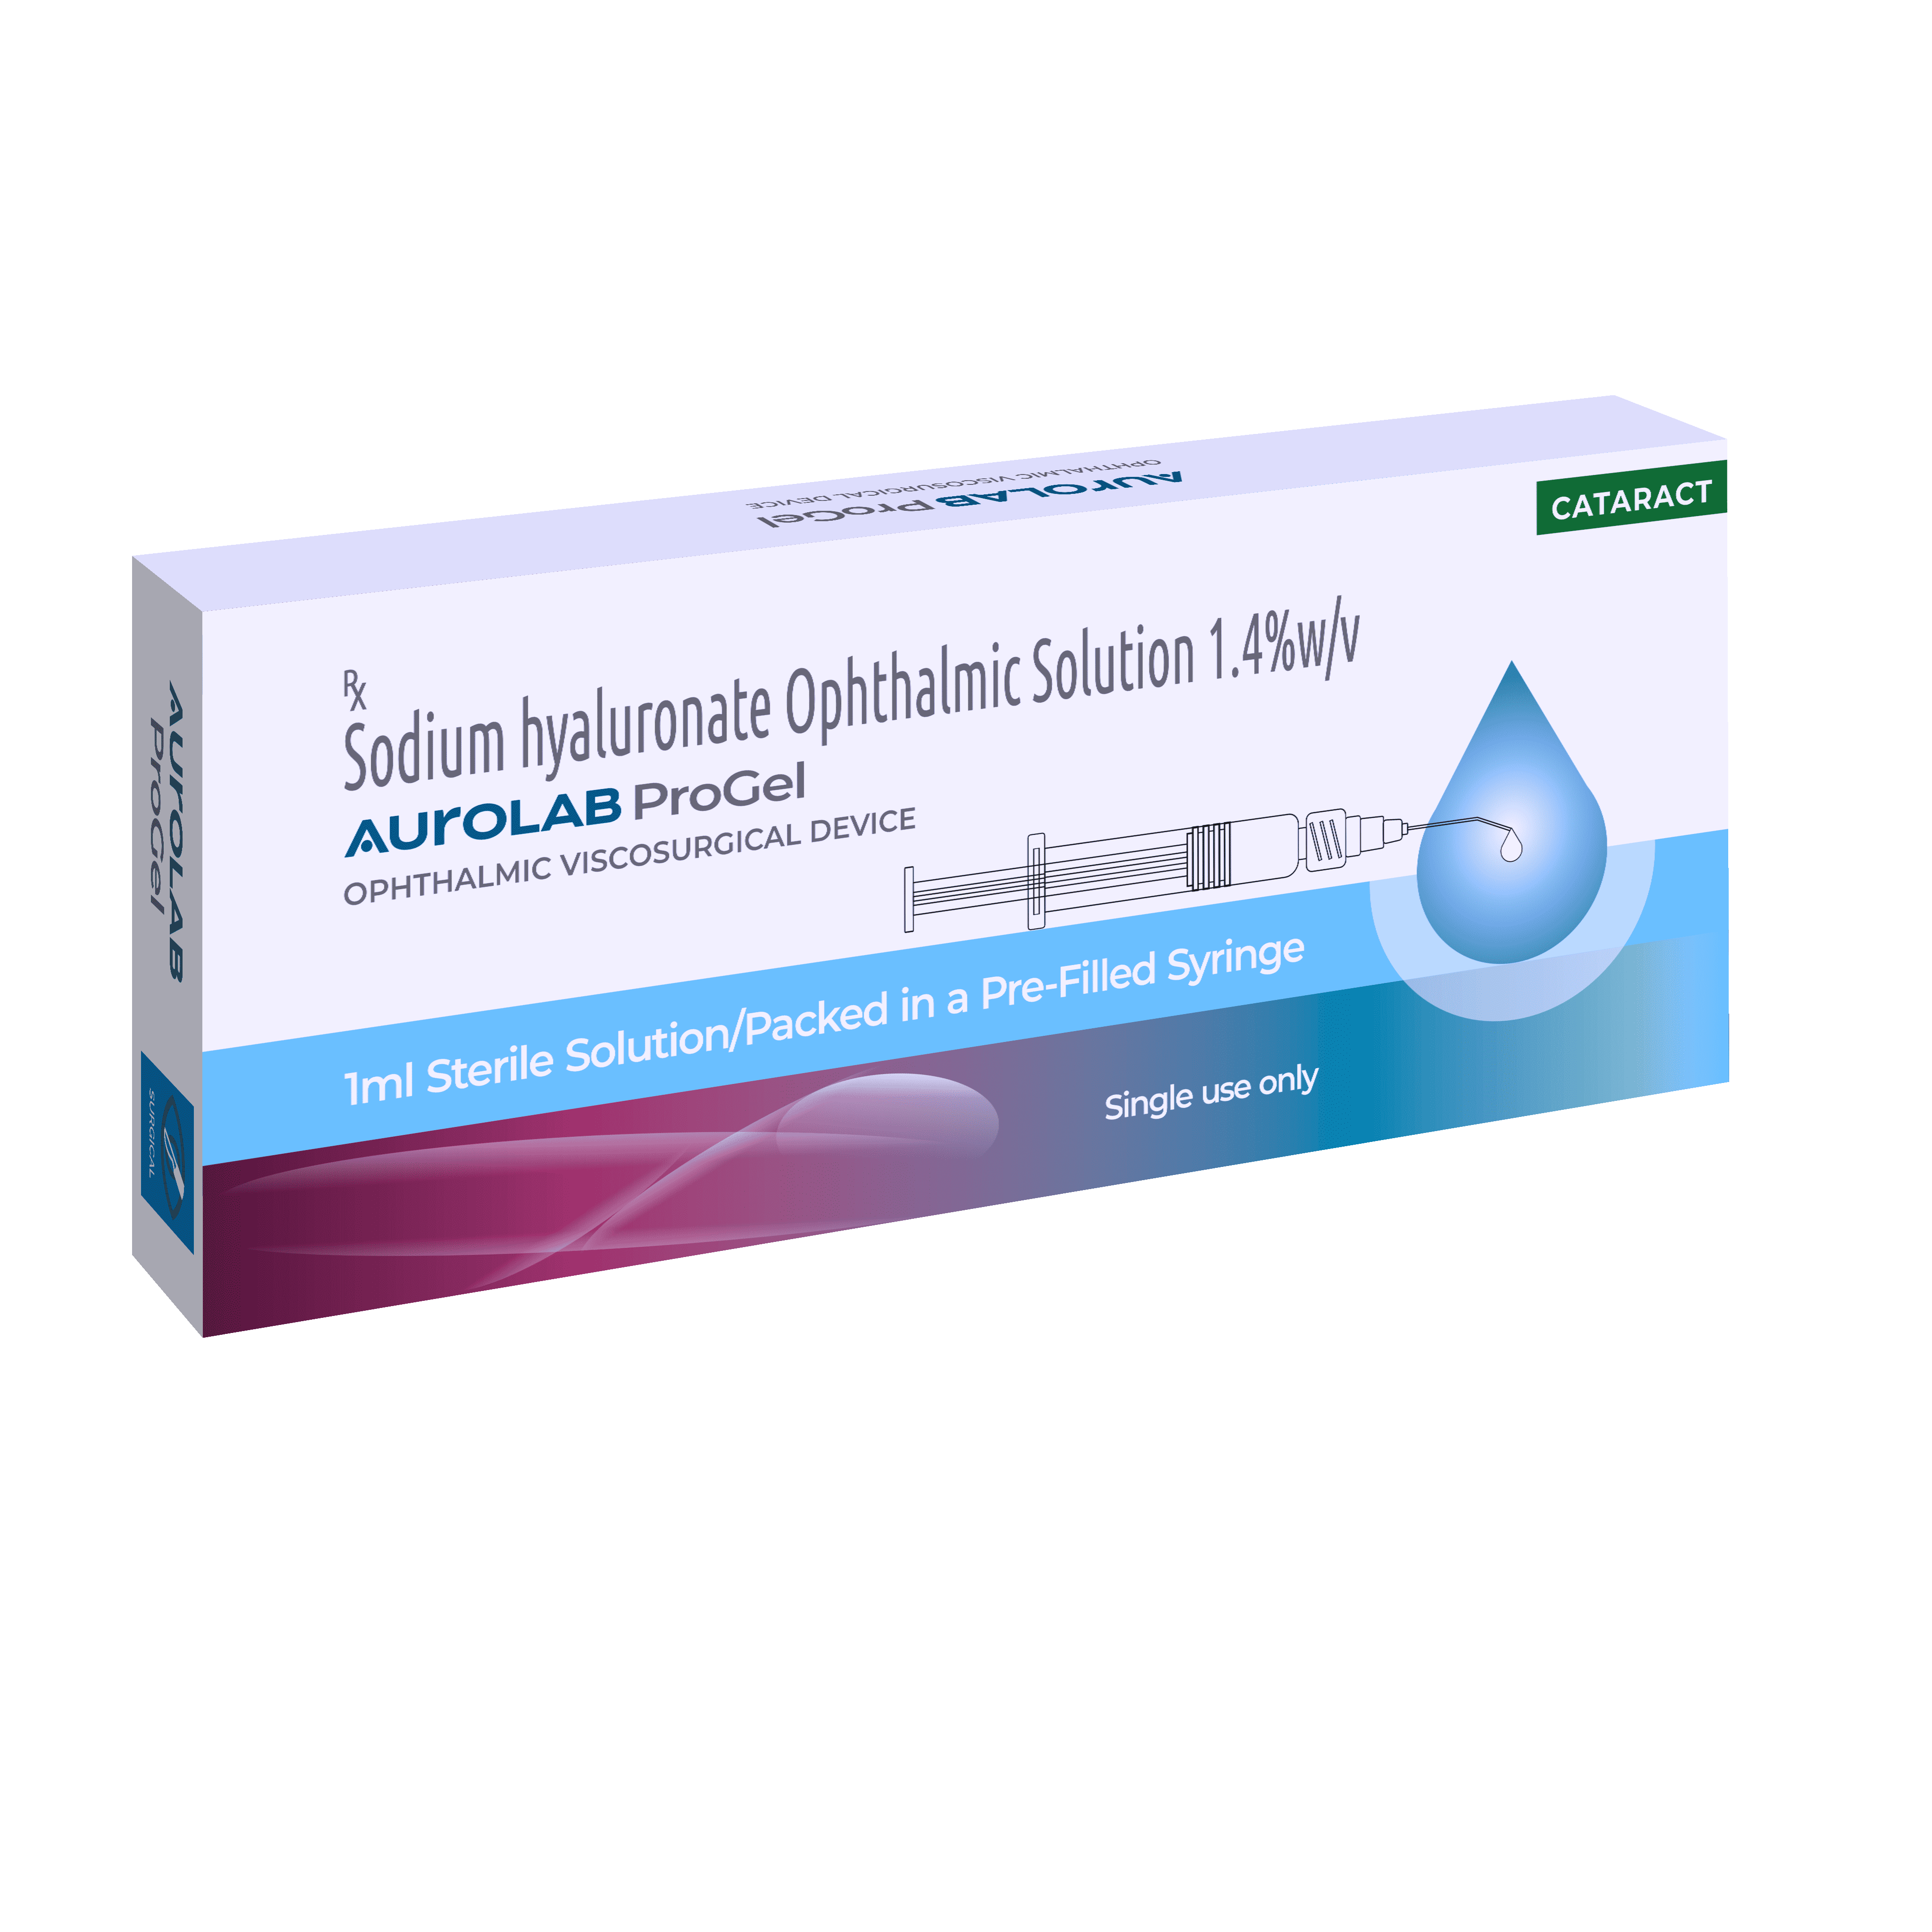 OPHTHALMIC VISCOSURGICAL DEVICE
AUROLAB ProGel
CATARACT
Rx
Sodium hyaluronate Ophthalmic Solution 1.4%w/v
AUROLAB ProGel
OPHTHALMIC VISCOSURGICAL DEVICE
1ml Sterile Solution/Packed in a Pre-Filled Syringe
Single use only
AUROLAB
ProGel
SURGICAL